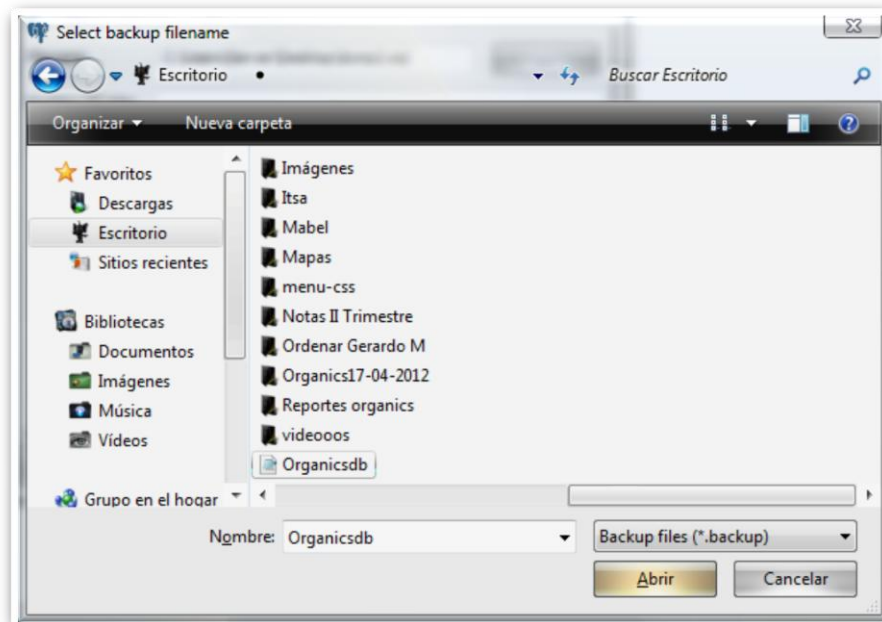 Select backup filename
Escritorio
Buscar Escritorio
Organizar
Nueva carpeta
Favoritos
Descargas
Escritorio
Sitios recientes
Bibliotecas
Documentos
Imágenes
Música
Vídeos
Grupo en el hogar
Imágenes
Itsa
Mabel
Mapas
menu-css
Notas II Trimestre
Ordenar Gerardo M
Organics17-04-2012
Reportes organics
videooos
Organicsdb
Nombre: Organicsdb
Backup files (*.backup)
Abrir
Cancelar